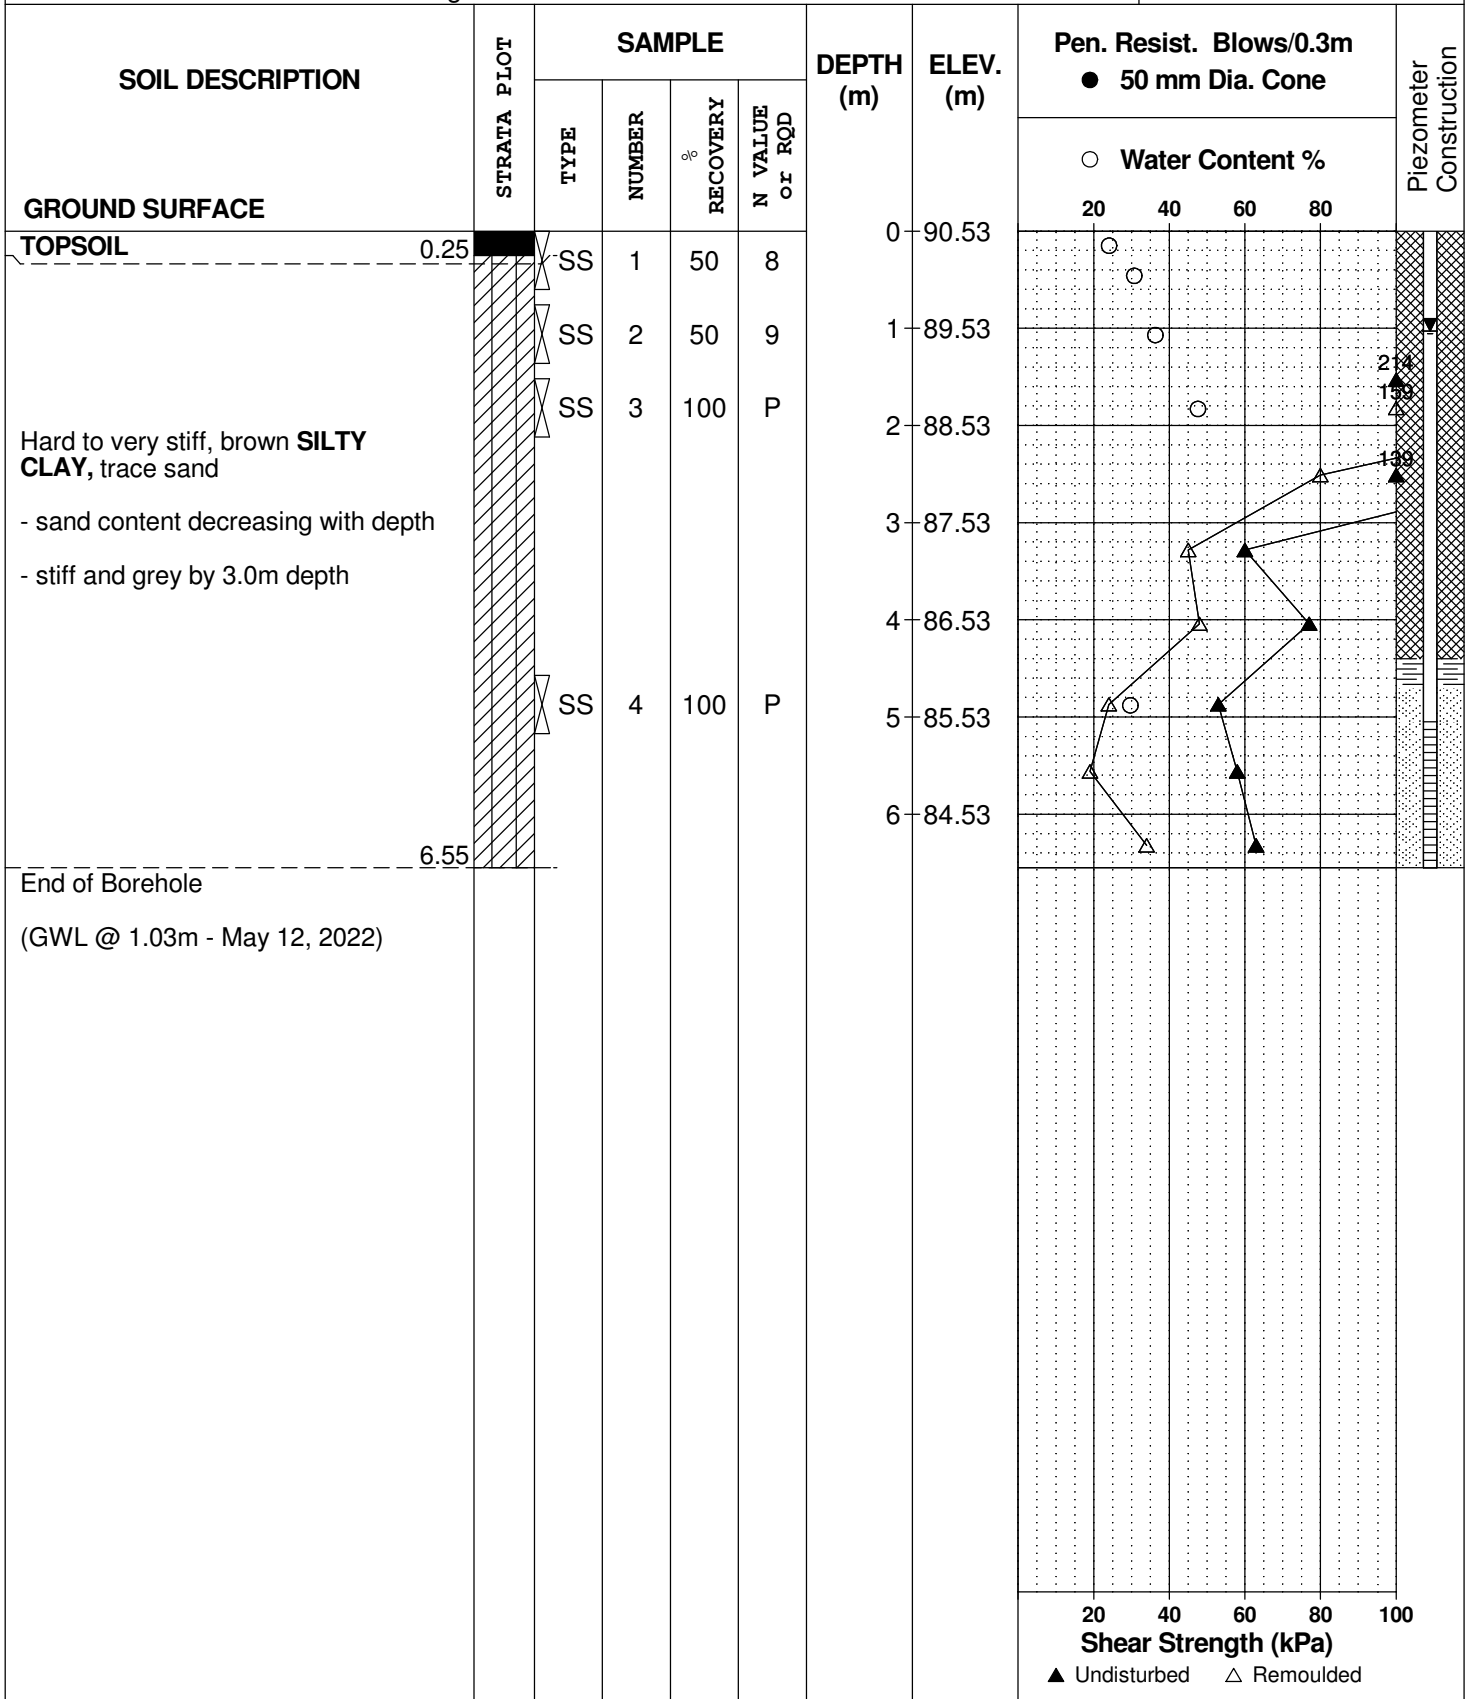 SOIL DESCRIPTION
GROUND SURFACE
STRATA PLOT
SAMPLE
TYPE
NUMBER
% RECOVERY
N VALUE or RQD
DEPTH (m)
ELEV. (m)
Pen. Resist. Blows/0.3m
● 50 mm Dia. Cone
○ Water Content %
20 40 60 80
Piezometer Construction
TOPSOIL 0.25
SS 1 50 8
SS 2 50 9
SS 3 100 P
Hard to very stiff, brown SILTY
CLAY, trace sand
- sand content decreasing with depth
- stiff and grey by 3.0m depth
SS 4 100 P
6.55
End of Borehole
(GWL @ 1.03m - May 12, 2022)
0 90.53
1 89.53
2 88.53
3 87.53
4 86.53
5 85.53
6 84.53
214
159
139
20 40 60 80 100
Shear Strength (kPa)
▲ Undisturbed △ Remoulded